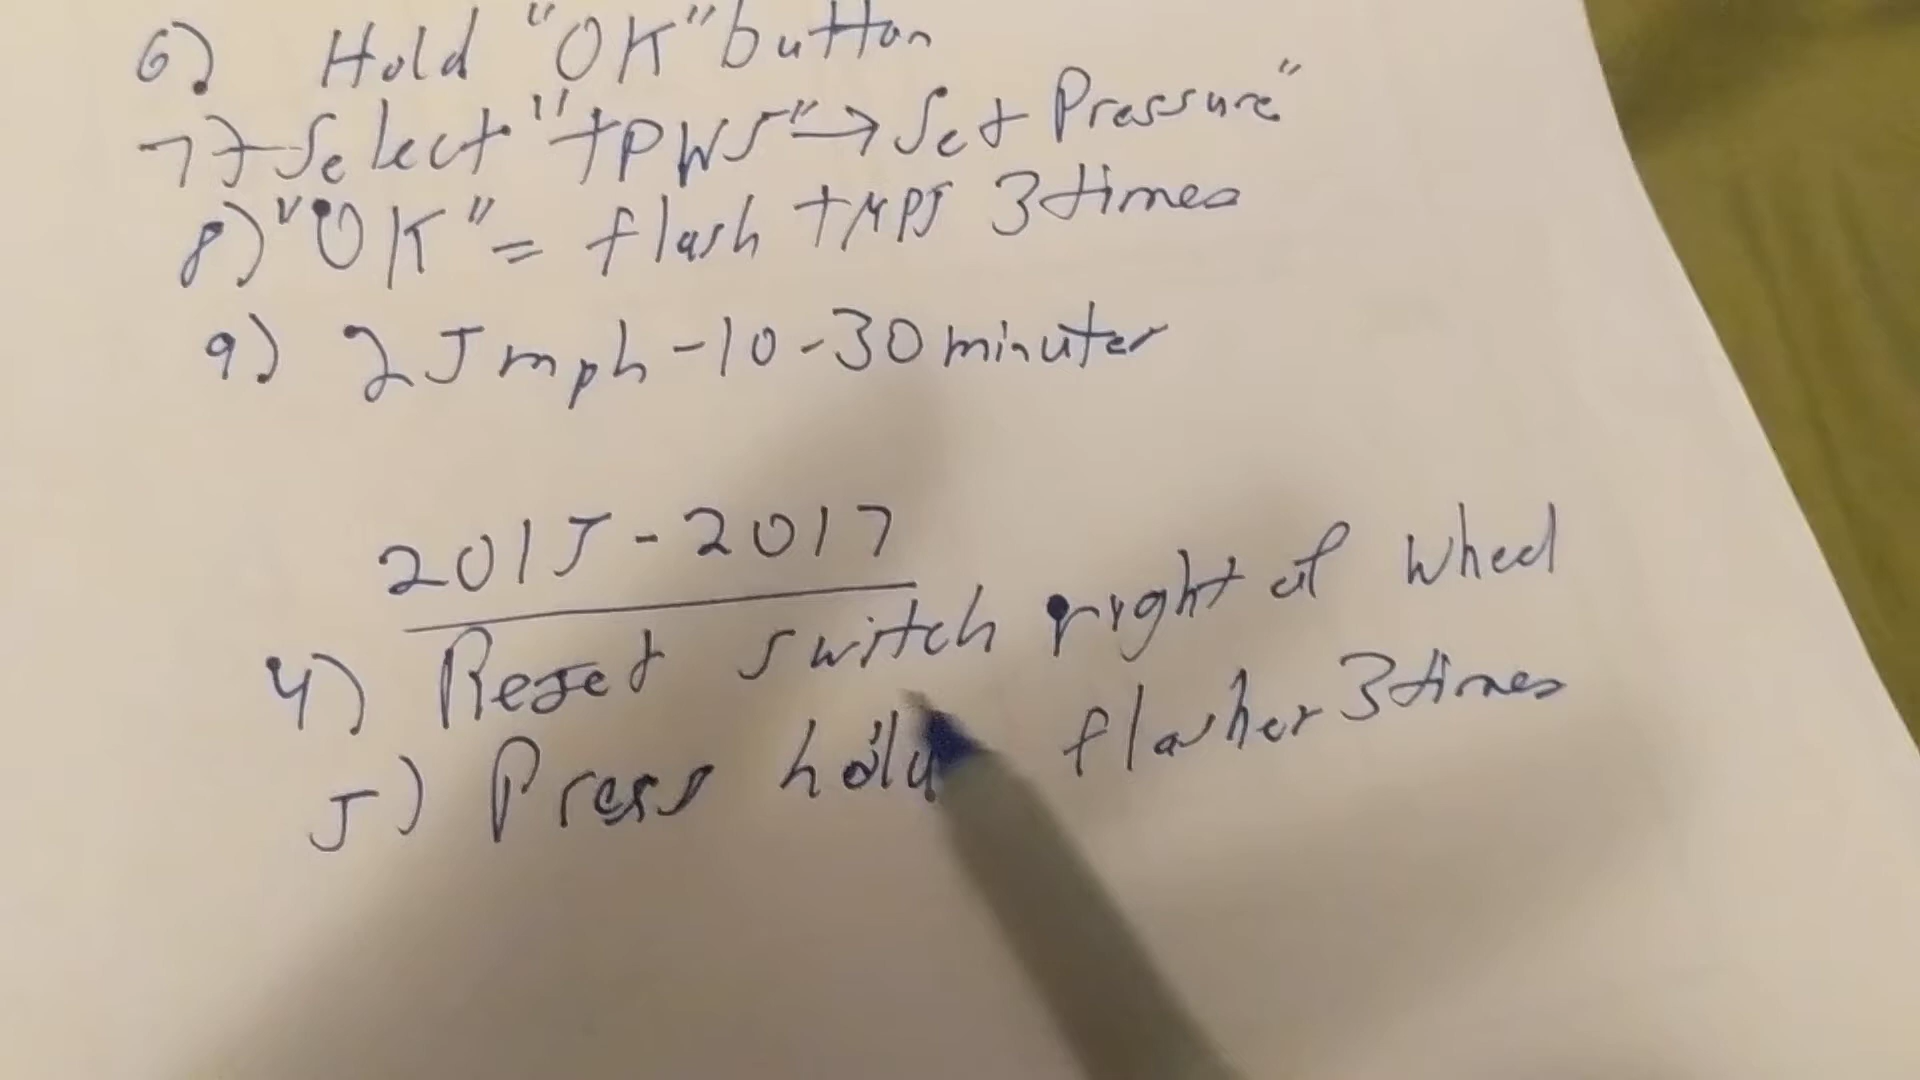 6) Hold "OK" button
7) Select "TPWS" → Set Pressure"
8) "OK" = flash TMPS 3 times
9) 25 mph - 10 - 30 minutes
2015 - 2017
4) Reset switch right of wheel
5) Press hold flasher 3 times